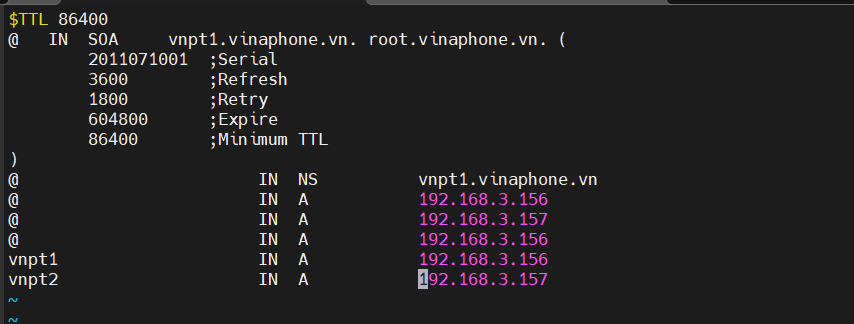 $TTL 86400
@   IN  SOA     vnpt1.vinaphone.vn. root.vinaphone.vn. (
        2011071001  ;Serial
        3600        ;Refresh
        1800        ;Retry
        604800      ;Expire
        86400       ;Minimum TTL
)
@                        IN  NS          vnpt1.vinaphone.vn
@                        IN  A           192.168.3.156
@                        IN  A           192.168.3.157
@                        IN  A           192.168.3.156
vnpt1                    IN  A           192.168.3.156
vnpt2                    IN  A           192.168.3.157
~
~